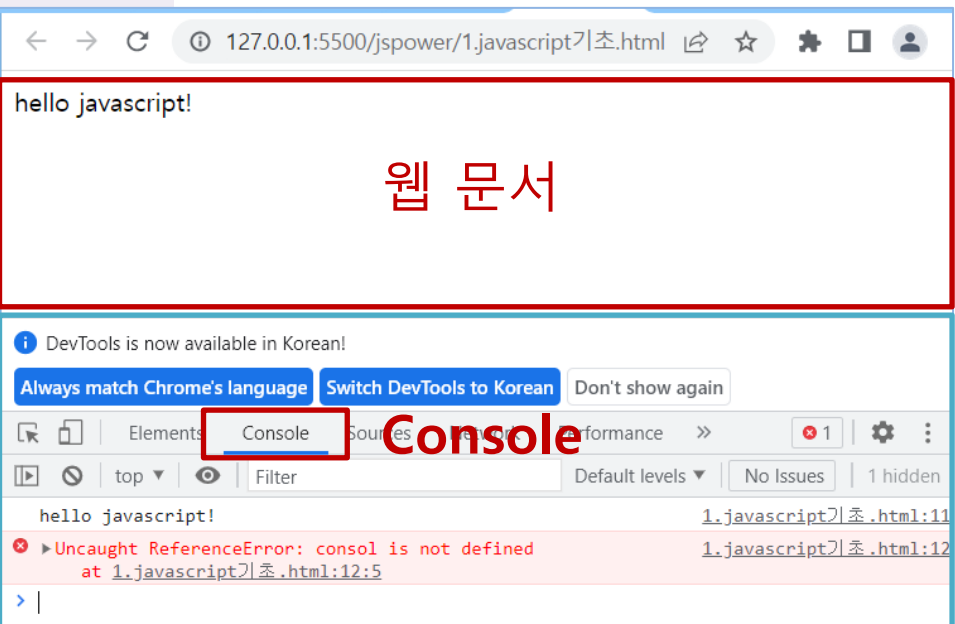 127.0.0.1:5500/jspower/1.javascript기초.html
hello javascript!
웹 문서
DevTools is now available in Korean!
Always match Chrome's language Switch DevTools to Korean Don't show again
Elements Console Sources Network Performance » 1
Console
top Filter Default levels No Issues 1 hidden
hello javascript! 1.javascript기초.html:11
Uncaught ReferenceError: consol is not defined 1.javascript기초.html:12
at 1.javascript기초.html:12:5
>